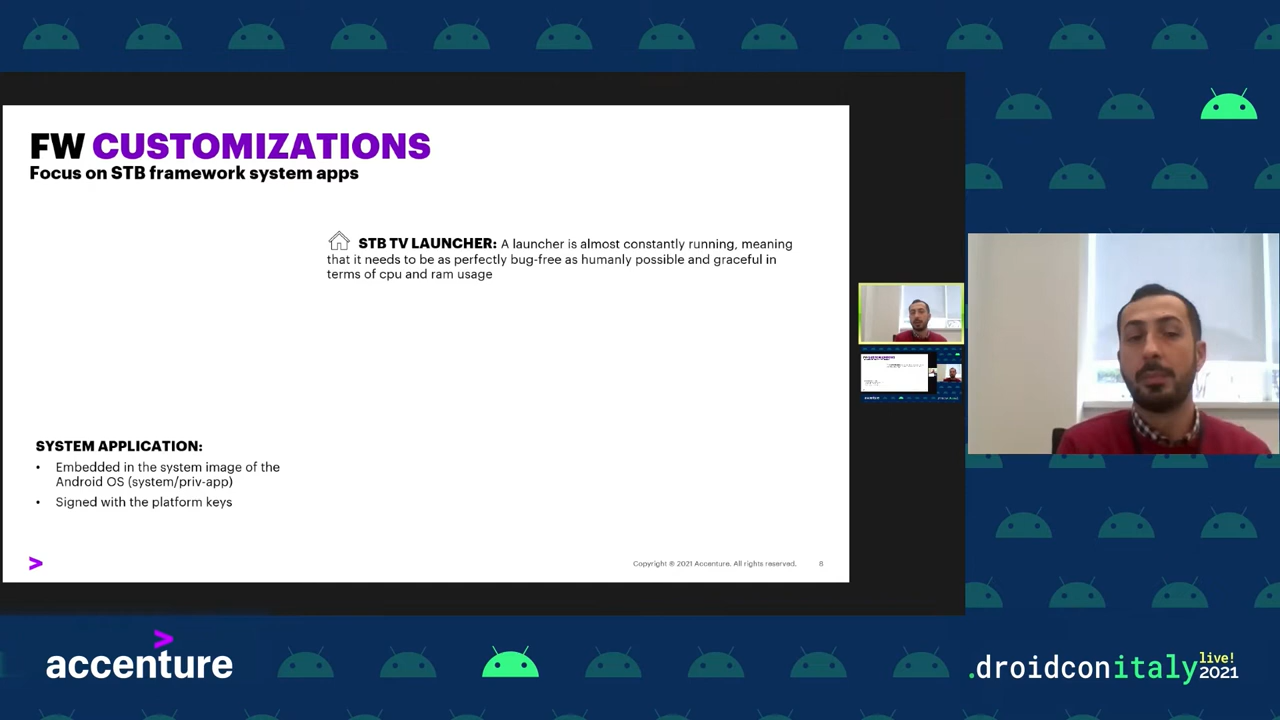 FW CUSTOMIZATIONS
Focus on STB framework system apps
STB TV LAUNCHER: A launcher is almost constantly running, meaning
that it needs to be as perfectly bug-free as humanly possible and graceful in
terms of cpu and ram usage
SYSTEM APPLICATION:
• Embedded in the system image of the
Android OS (system/priv-app)
• Signed with the platform keys
>
Copyright © 2021 Accenture. All rights reserved. 8
accenture
.droidconitaly live! 2021